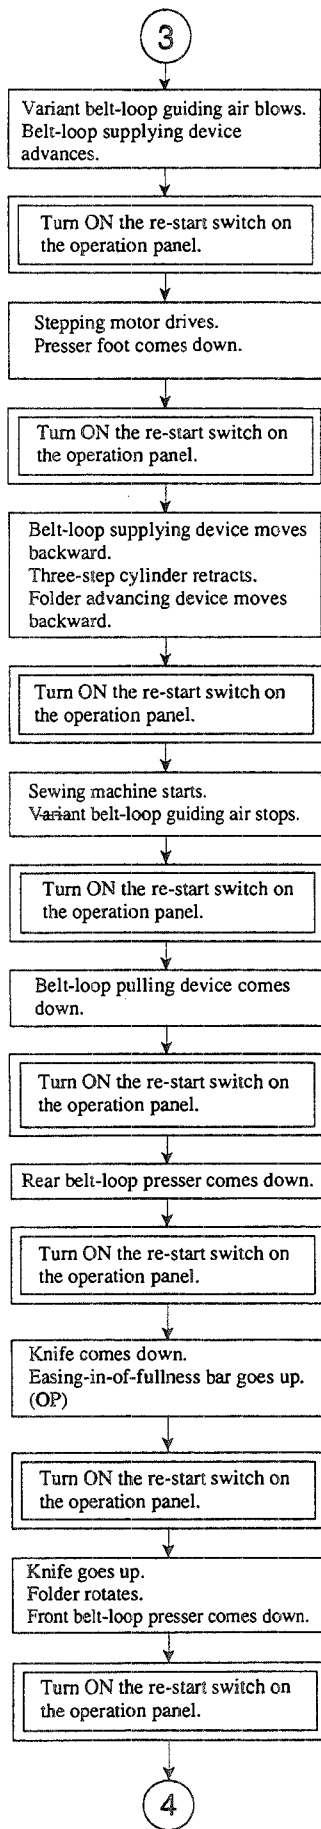 3
Variant belt-loop guiding air blows.
Belt-loop supplying device
advances.
Turn ON the re-start switch on
the operation panel.
Stepping motor drives.
Presser foot comes down.
Turn ON the re-start switch on
the operation panel.
Belt-loop supplying device moves
backward.
Three-step cylinder retracts.
Folder advancing device moves
backward.
Turn ON the re-start switch on
the operation panel.
Sewing machine starts.
Variant belt-loop guiding air stops.
Turn ON the re-start switch on
the operation panel.
Belt-loop pulling device comes
down.
Turn ON the re-start switch on
the operation panel.
Rear belt-loop presser comes down.
Turn ON the re-start switch on
the operation panel.
Knife comes down.
Easing-in-of-fullness bar goes up.
(OP)
Turn ON the re-start switch on
the operation panel.
Knife goes up.
Folder rotates.
Front belt-loop presser comes down.
Turn ON the re-start switch on
the operation panel.
4